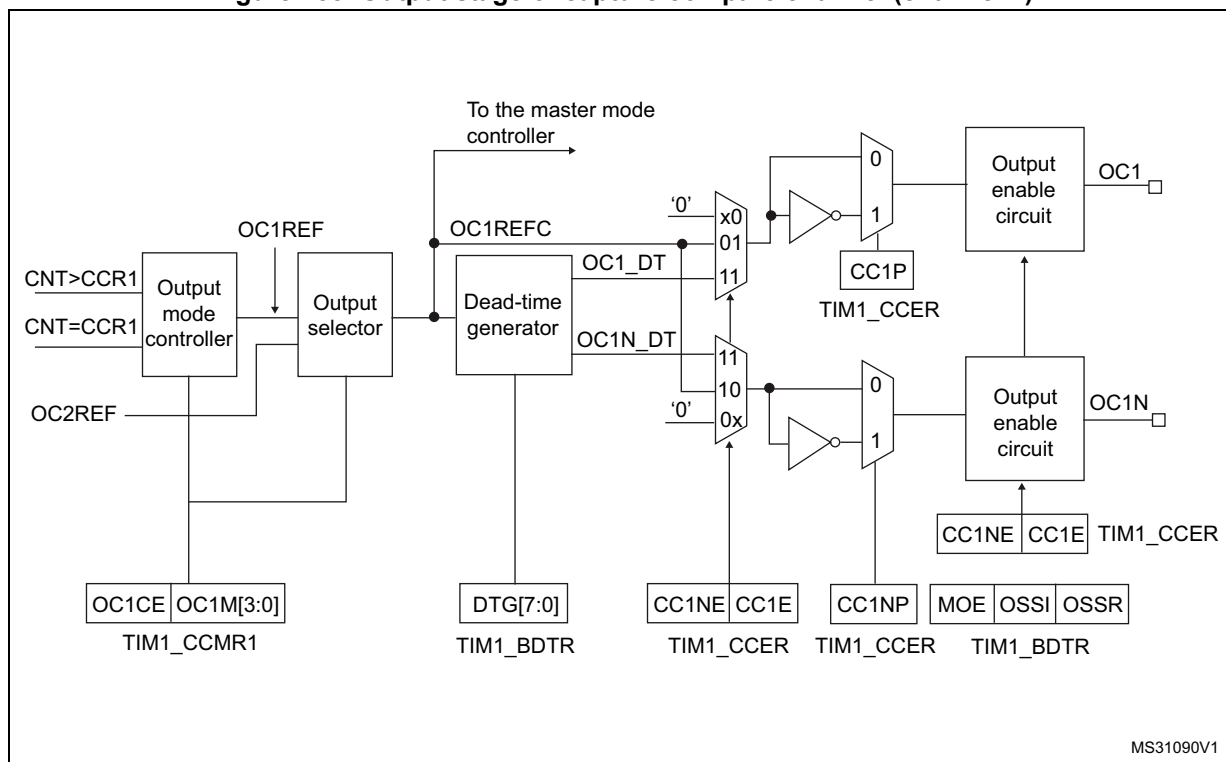 To the master mode
controller
OC1REF
OC1REFC
CNT>CCR1
CNT=CCR1
Output
mode
controller
Output
selector
OC2REF
Dead-time
generator
OC1_DT
OC1N_DT
'0'
x0
01
11
11
10
'0'
0x
0
1
CC1P
TIM1_CCER
Output
enable
circuit
OC1
0
1
Output
enable
circuit
OC1N
CC1NE CC1E TIM1_CCER
OC1CE OC1M[3:0]
TIM1_CCMR1
DTG[7:0]
TIM1_BDTR
CC1NE CC1E
TIM1_CCER
CC1NP
TIM1_CCER
MOE OSSI OSSR
TIM1_BDTR
MS31090V1